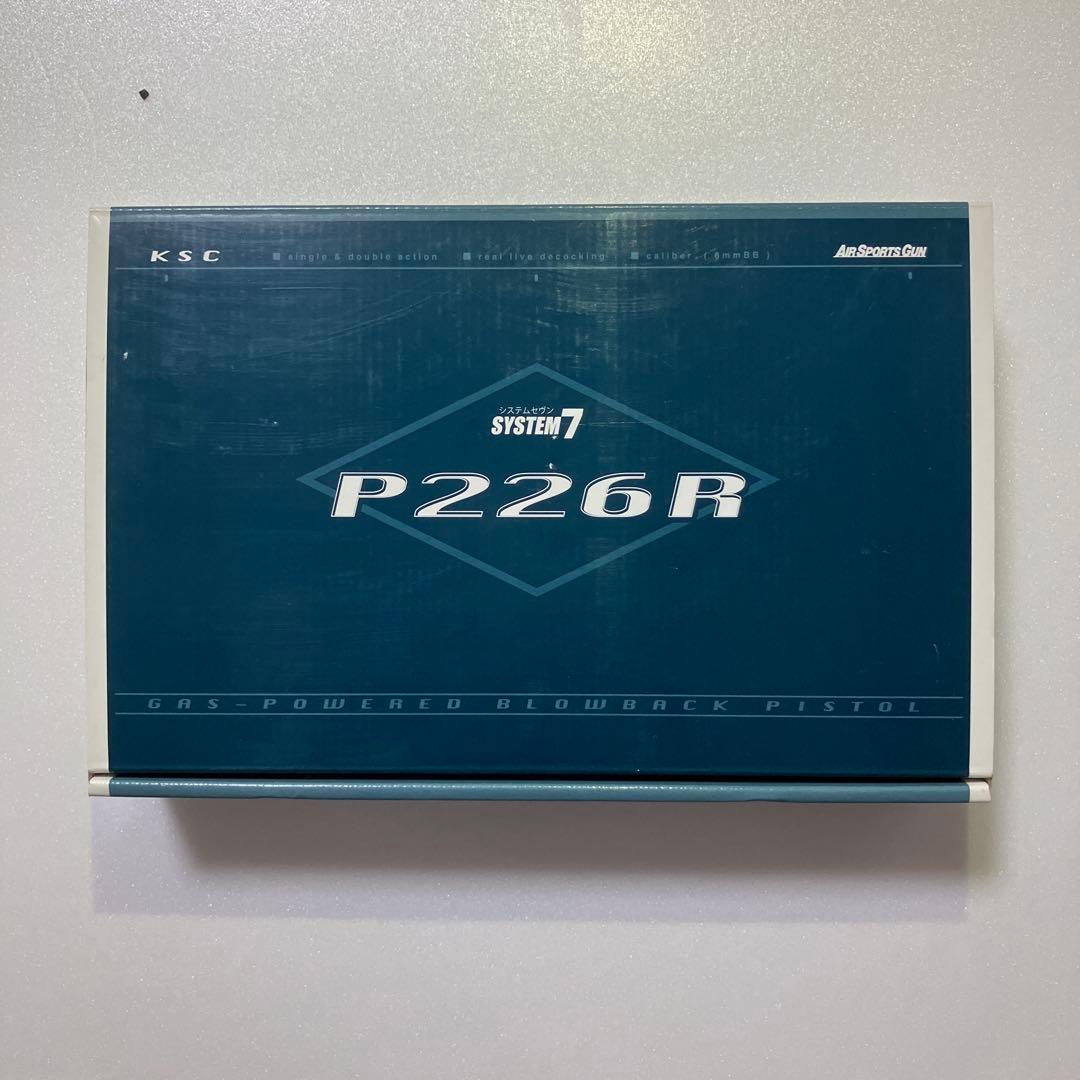 KSC ■ single & double action ■ real live decocking ■ caliber. (6mmBB) AIRSPORTSGUN
システムセヴン
SYSTEM7
P226R
GAS-POWERED BLOWBACK PISTOL